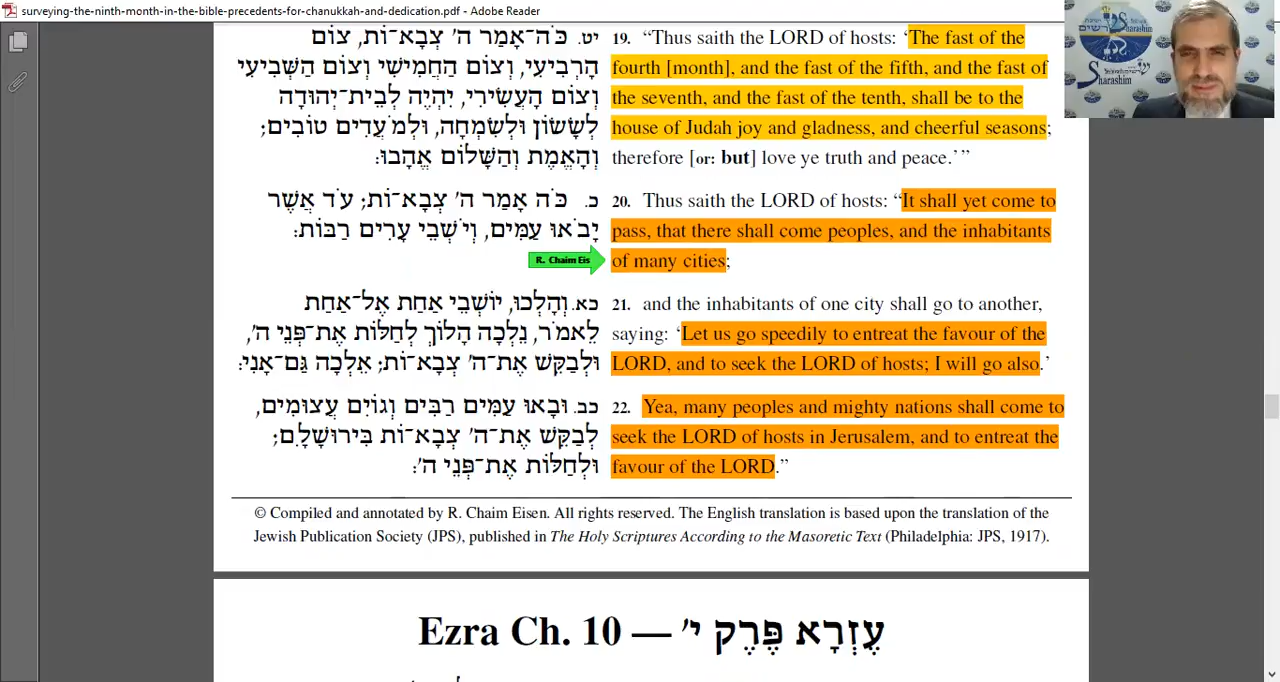 surveying-the-ninth-month-in-the-bible-precedents-for-chanukkah-and-dedication.pdf - Adobe Reader
יט. כֹּה־אָמַר ה׳ צְבָא־וֹת, צוֹם
הָרְבִיעִי, וְצוֹם הַחֲמִישִׁי וְצוֹם הַשְּׁבִיעִי
וְצוֹם הָעֲשִׂירִי, יִהְיֶה לְבֵית־יְהוּדָה
לְשָׂשׂוֹן וּלְשִׂמְחָה, וּלְמֹעֲדִים טוֹבִים;
וְהָאֱמֶת וְהַשָּׁלוֹם אֱהָבוּ:
19. “Thus saith the LORD of hosts: ‘The fast of the
fourth [month], and the fast of the fifth, and the fast of
the seventh, and the fast of the tenth, shall be to the
house of Judah joy and gladness, and cheerful seasons;
therefore [or: but] love ye truth and peace.’”
כ. כֹּה אָמַר ה׳ צְבָא־וֹת; עֹד אֲשֶׁר
יָבֹאוּ עַמִּים, וְיֹשְׁבֵי עָרִים רַבּוֹת:
20. Thus saith the LORD of hosts: “It shall yet come to
pass, that there shall come peoples, and the inhabitants
R. Chaim Eis
of many cities;
כא. וְהָלְכוּ, יוֹשְׁבֵי אַחַת אֶל־אַחַת
לֵאמֹר, נֵלְכָה הָלוֹךְ לְחַלּוֹת אֶת־פְּנֵי ה׳,
וּלְבַקֵּשׁ אֶת־ה׳ צְבָא־וֹת; אֵלְכָה גַּם־אָנִי:
21. and the inhabitants of one city shall go to another,
saying: ‘Let us go speedily to entreat the favour of the
LORD, and to seek the LORD of hosts; I will go also.’
כב. וּבָאוּ עַמִּים רַבִּים וְגוֹיִם עֲצוּמִים,
לְבַקֵּשׁ אֶת־ה׳ צְבָא־וֹת בִּירוּשָׁלָ‍ִם;
וּלְחַלּוֹת אֶת־פְּנֵי ה׳:
22. Yea, many peoples and mighty nations shall come to
seek the LORD of hosts in Jerusalem, and to entreat the
favour of the LORD.”
© Compiled and annotated by R. Chaim Eisen. All rights reserved. The English translation is based upon the translation of the
Jewish Publication Society (JPS), published in The Holy Scriptures According to the Masoretic Text (Philadelphia: JPS, 1917).
Ezra Ch. 10 — עֶזְרָא פֶּרֶק י׳
Sharashim